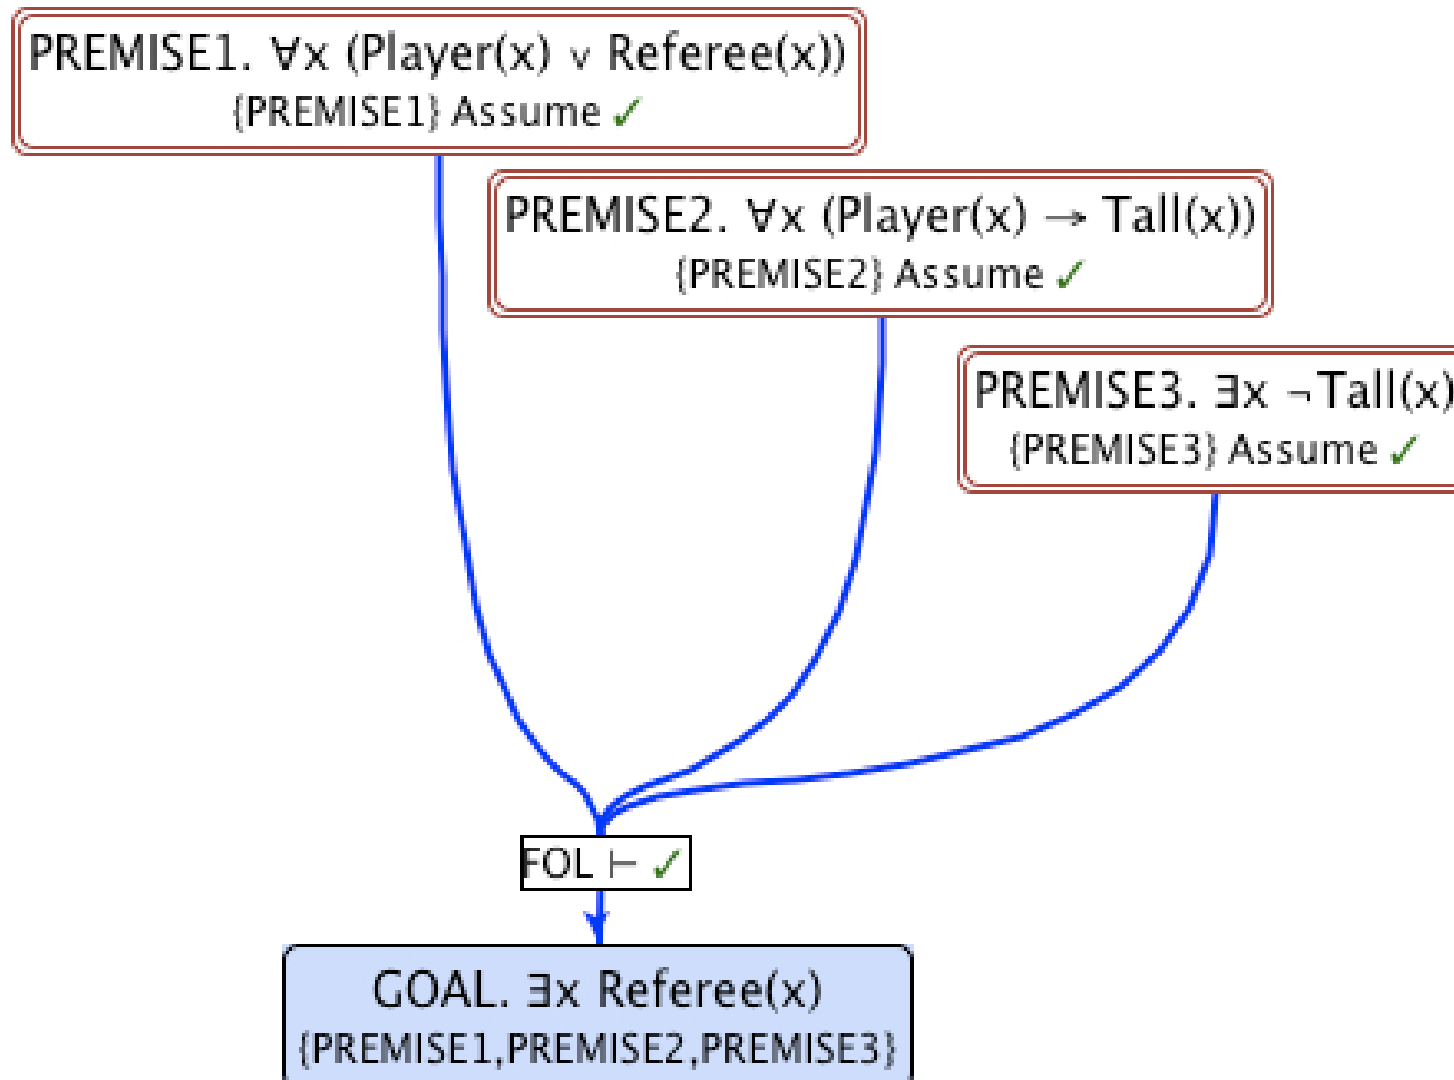 PREMISE1. ∀x (Player(x) ∨ Referee(x))
{PREMISE1} Assume ✓
PREMISE2. ∀x (Player(x) → Tall(x))
{PREMISE2} Assume ✓
PREMISE3. ∃x ¬Tall(x)
{PREMISE3} Assume ✓
FOL ⊢ ✓
GOAL. ∃x Referee(x)
{PREMISE1,PREMISE2,PREMISE3}